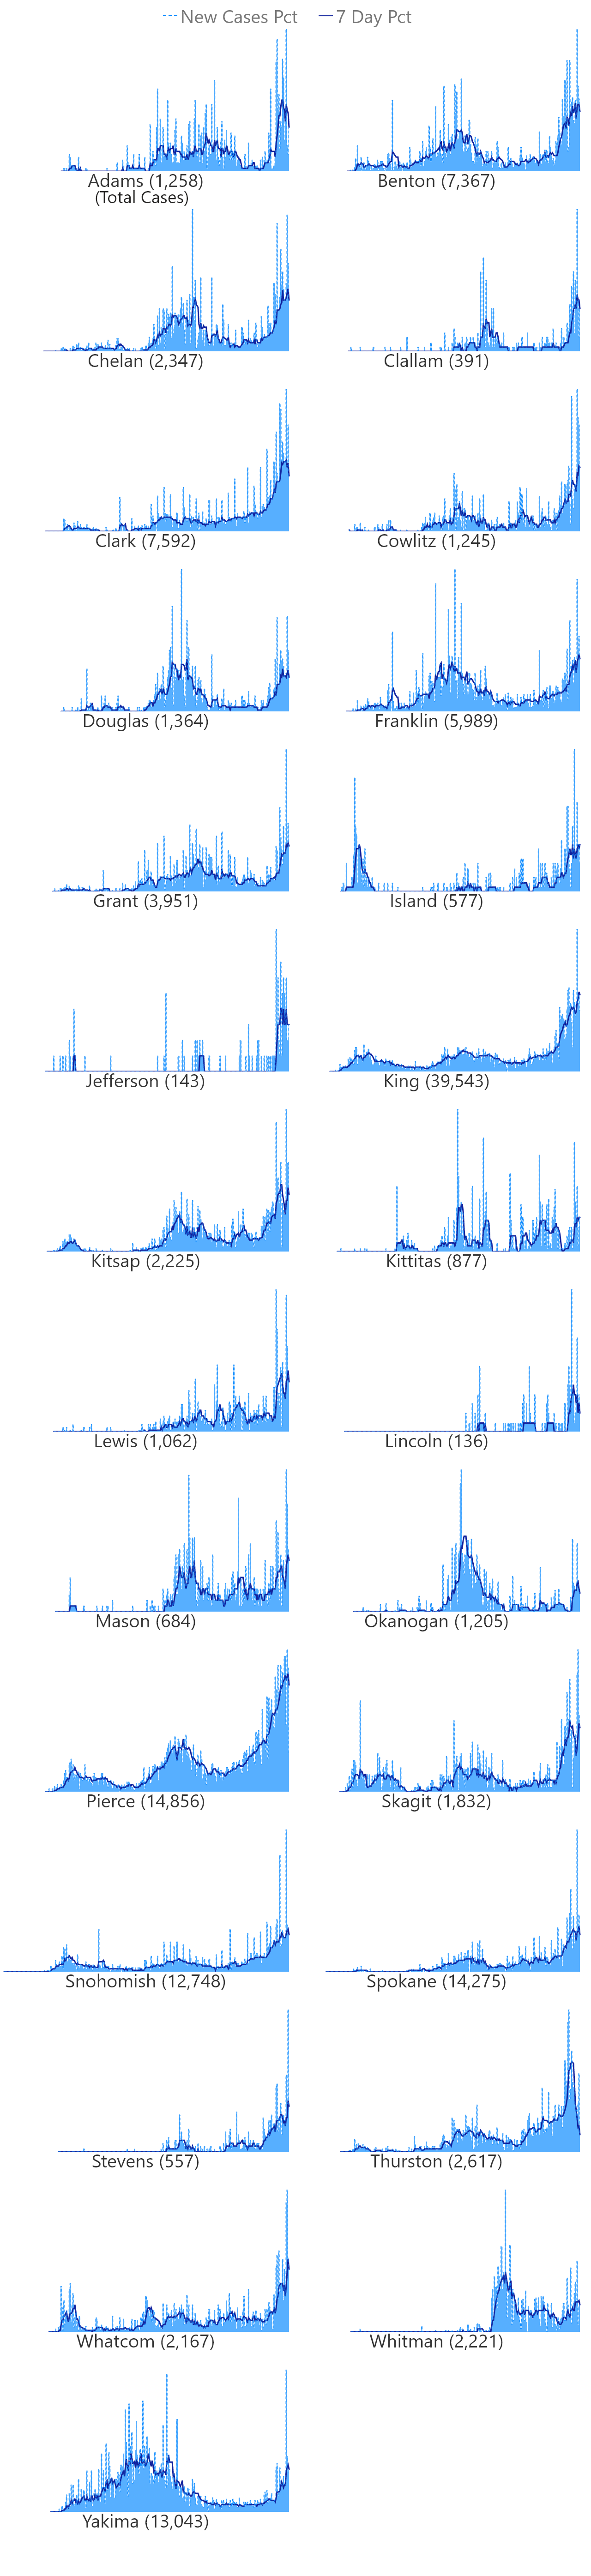 New Cases Pct 7 Day Pct
Adams (1,258) Benton (7,367)
(Total Cases)
Chelan (2,347) Clallam (391)
Clark (7,592) Cowlitz (1,245)
Douglas (1,364) Franklin (5,989)
Grant (3,951) Island (577)
Jefferson (143) King (39,543)
Kitsap (2,225) Kittitas (877)
Lewis (1,062) Lincoln (136)
Mason (684) Okanogan (1,205)
Pierce (14,856) Skagit (1,832)
Snohomish (12,748) Spokane (14,275)
Stevens (557) Thurston (2,617)
Whatcom (2,167) Whitman (2,221)
Yakima (13,043)